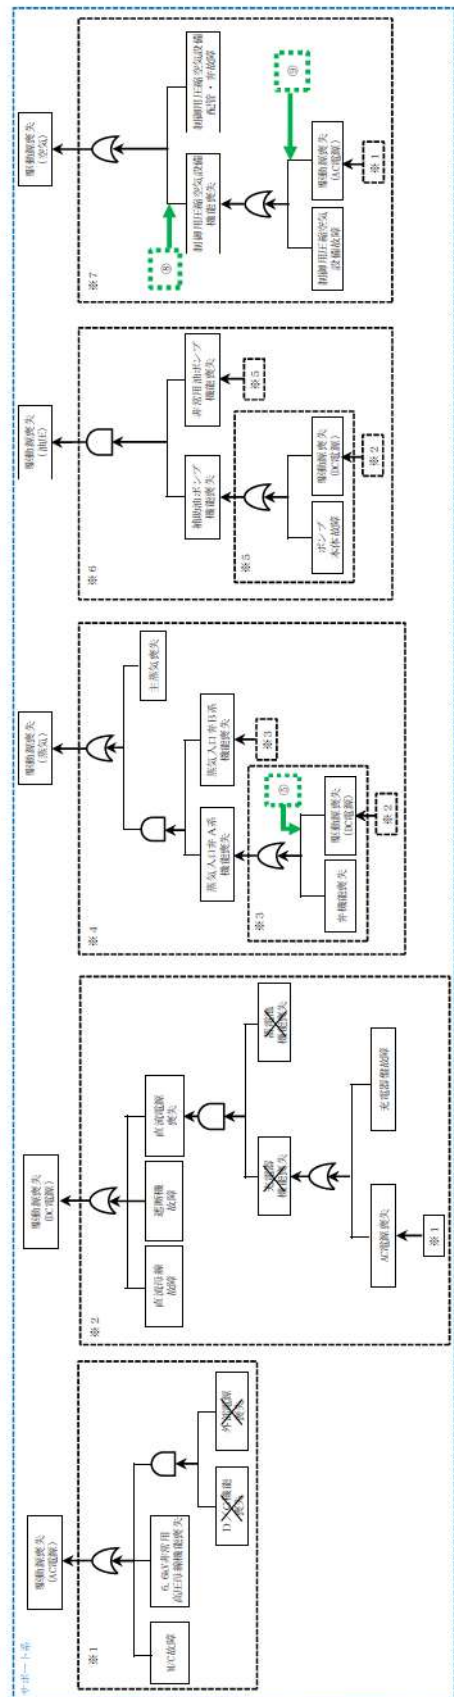 サポート系
駆動源喪失
(AC電源)
※1
M/C故障
6.6kV非常用
高圧母線機能喪失
D/G機能
喪失
外部電源
喪失
駆動源喪失
(DC電源)
※2
直流母線
故障
遮断機
故障
直流電源
喪失
充電器
機能喪失
蓄電池
機能喪失
AC電源喪失
充電器盤故障
※1
駆動源喪失
(蒸気)
※4
主蒸気喪失
蒸気入口弁A系
機能喪失
蒸気入口弁B系
機能喪失
※3
※3
⑤
弁機能喪失
駆動源喪失
(DC電源)
※2
駆動源喪失
(油圧)
※6
補助油ポンプ
機能喪失
非常用油ポンプ
機能喪失
※5
※5
ポンプ
本体故障
駆動源喪失
(DC電源)
※2
駆動源喪失
(空気)
※7
⑧
制御用圧縮空気設備
機能喪失
制御用圧縮空気設備
配管・弁故障
⑨
制御用圧縮空気
設備故障
駆動源喪失
(AC電源)
※1